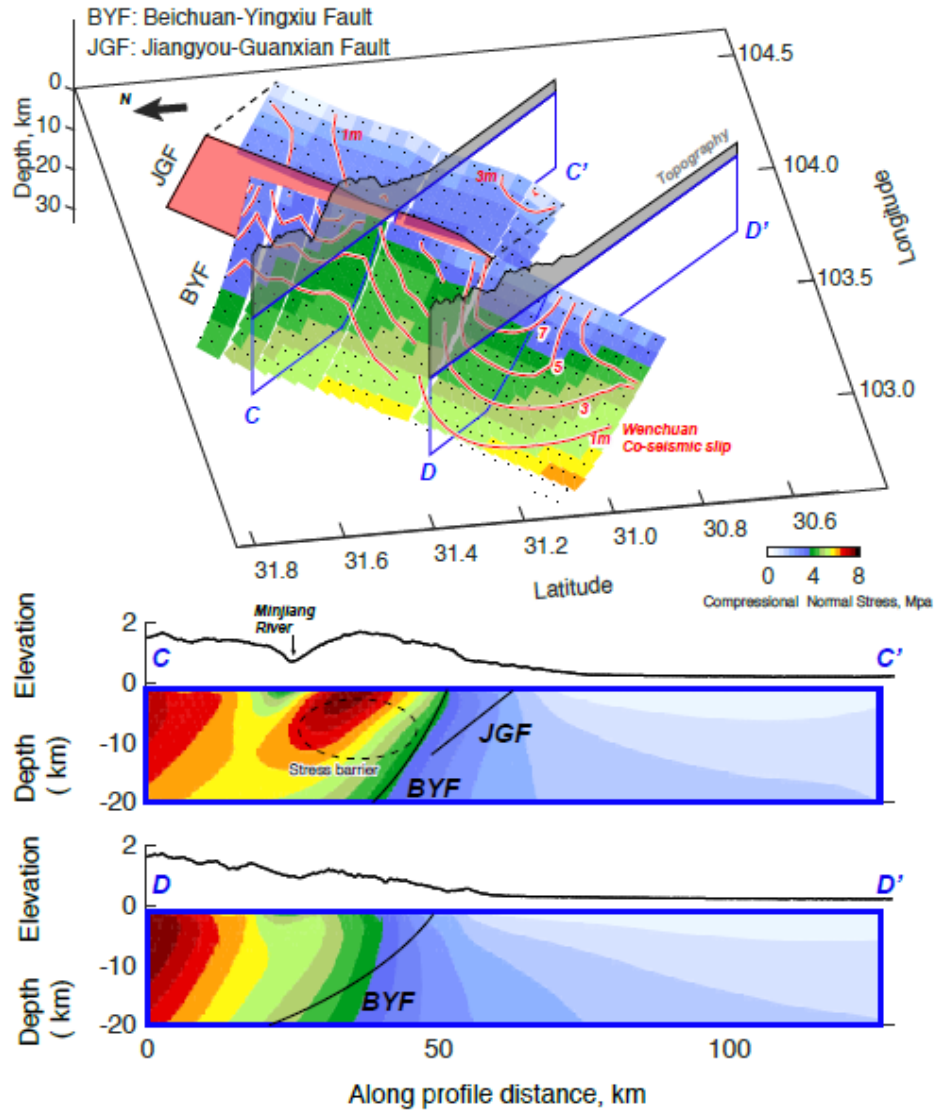 BYF: Beichuan-Yingxiu Fault
JGF: Jiangyou-Guanxian Fault
Depth, km
0
10
20
30
N
JGF
BYF
1m
3m
Topography
C'
D'
C
D
7
5
3
1m
Wenchuan
Co-seismic slip
104.5
104.0
103.5
103.0
Longitude
31.8
31.6
31.4
31.2
31.0
30.8
30.6
Latitude
0
4
8
Compressional Normal Stress, Mpa
Elevation
2
0
Minjiang
River
C
C'
Depth
( km)
-10
-20
Stress barrier
BYF
JGF
Elevation
2
0
D
D'
Depth
( km)
-10
-20
BYF
0
50
100
Along profile distance, km